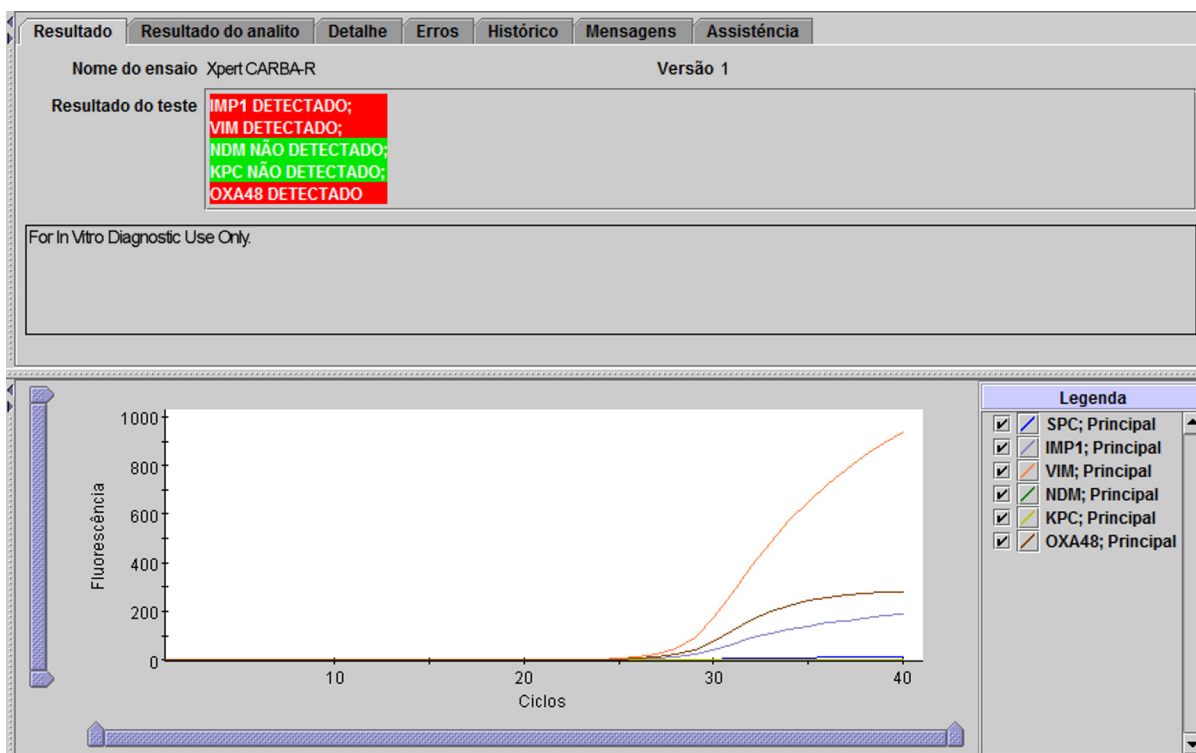 Resultado Resultado do analito Detalhe Erros Histórico Mensagens Assisténcia
Nome do ensaio Xpert CARBA-R Versão 1
Resultado do teste IMP1 DETECTADO;
VIM DETECTADO;
NDM NÃO DETECTADO;
KPC NÃO DETECTADO;
OXA48 DETECTADO
For In Vitro Diagnostic Use Only.
Legenda
SPC; Principal
IMP1; Principal
VIM; Principal
NDM; Principal
KPC; Principal
OXA48; Principal
Fluorescência
1000
800
600
400
200
0
10 20 30 40
Ciclos